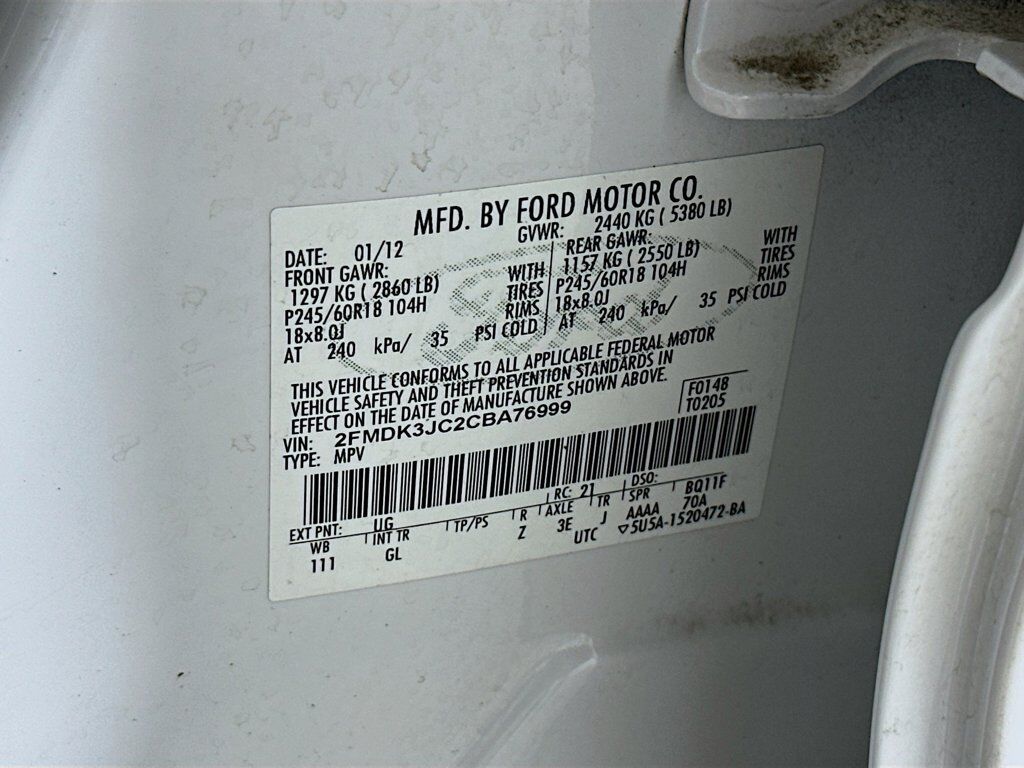 MFD. BY FORD MOTOR CO.
DATE: 01/12 GVWR: 2440 KG ( 5380 LB)
FRONT GAWR: REAR GAWR:
1297 KG ( 2860 LB) WITH 1157 KG ( 2550 LB) WITH
P245/60R18 104H TIRES P245/60R18 104H TIRES
18x8.0J RIMS 18x8.0J RIMS
AT 240 kPa/ 35 PSI COLD AT 240 kPa/ 35 PSI COLD
THIS VEHICLE CONFORMS TO ALL APPLICABLE FEDERAL MOTOR
VEHICLE SAFETY AND THEFT PREVENTION STANDARDS IN
EFFECT ON THE DATE OF MANUFACTURE SHOWN ABOVE.
VIN: 2FMDK3JC2CBA76999 F0148
TYPE: MPV T0205
EXT PNT: UG RC: 21 DSO: BQ11F
WB INT TR TP/PS R AXLE TR SPR 70A
111 GL Z 3E J AAAA
UTC ▽5U5A-1520472-BA